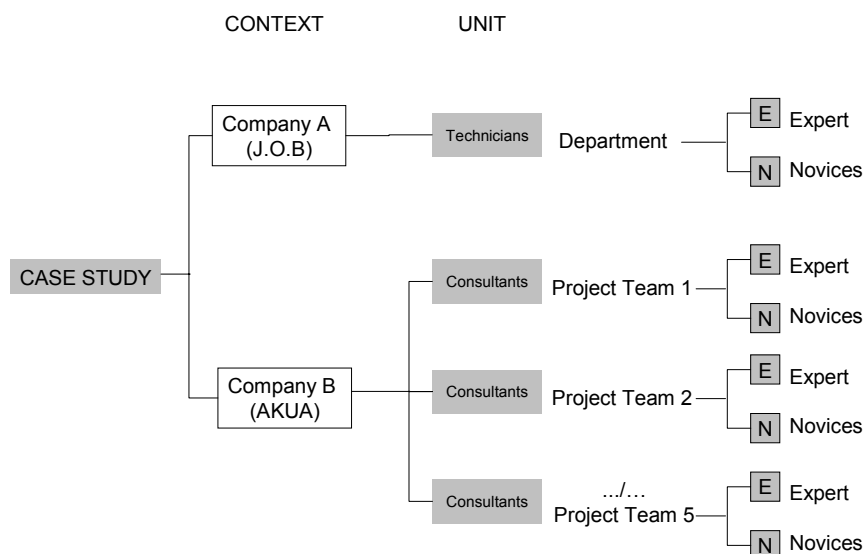 CONTEXT UNIT
Company A
(J.O.B)
Technicians
Department
E Expert
N Novices
CASE STUDY
Consultants
Project Team 1
E Expert
N Novices
Company B
(AKUA)
Consultants
Project Team 2
E Expert
N Novices
Consultants
.../…
Project Team 5
E Expert
N Novices